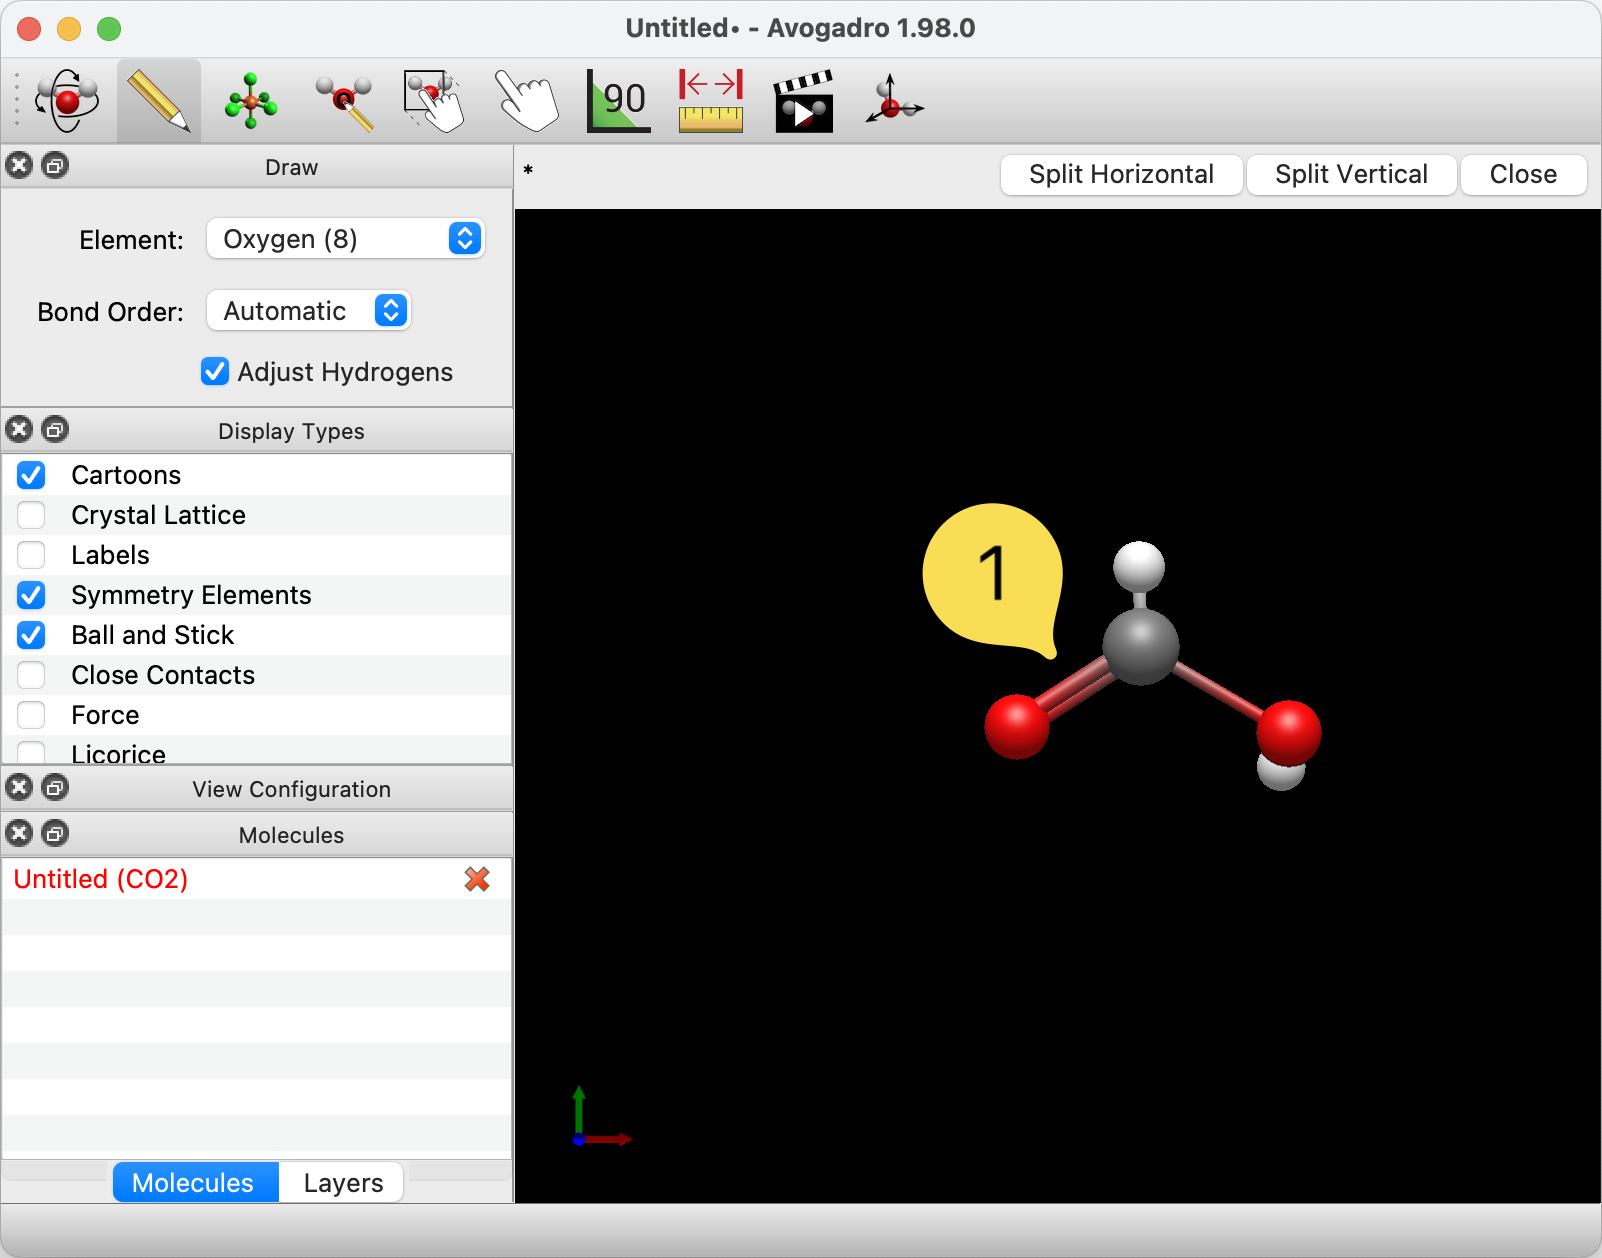 Untitled• - Avogadro 1.98.0
90
Draw
*
Split Horizontal
Split Vertical
Close
Element:
Oxygen (8)
Bond Order:
Automatic
Adjust Hydrogens
Display Types
Cartoons
Crystal Lattice
Labels
Symmetry Elements
Ball and Stick
Close Contacts
Force
Licorice
1
View Configuration
Molecules
Untitled (CO2)
Molecules
Layers